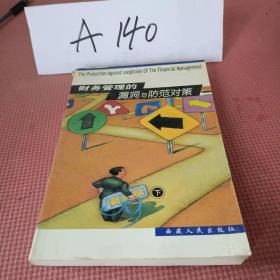 A 140
The Protection Against Loopholes Of The Financial Management
财务管理的
漏洞与防范对策
下
西藏人民出版社